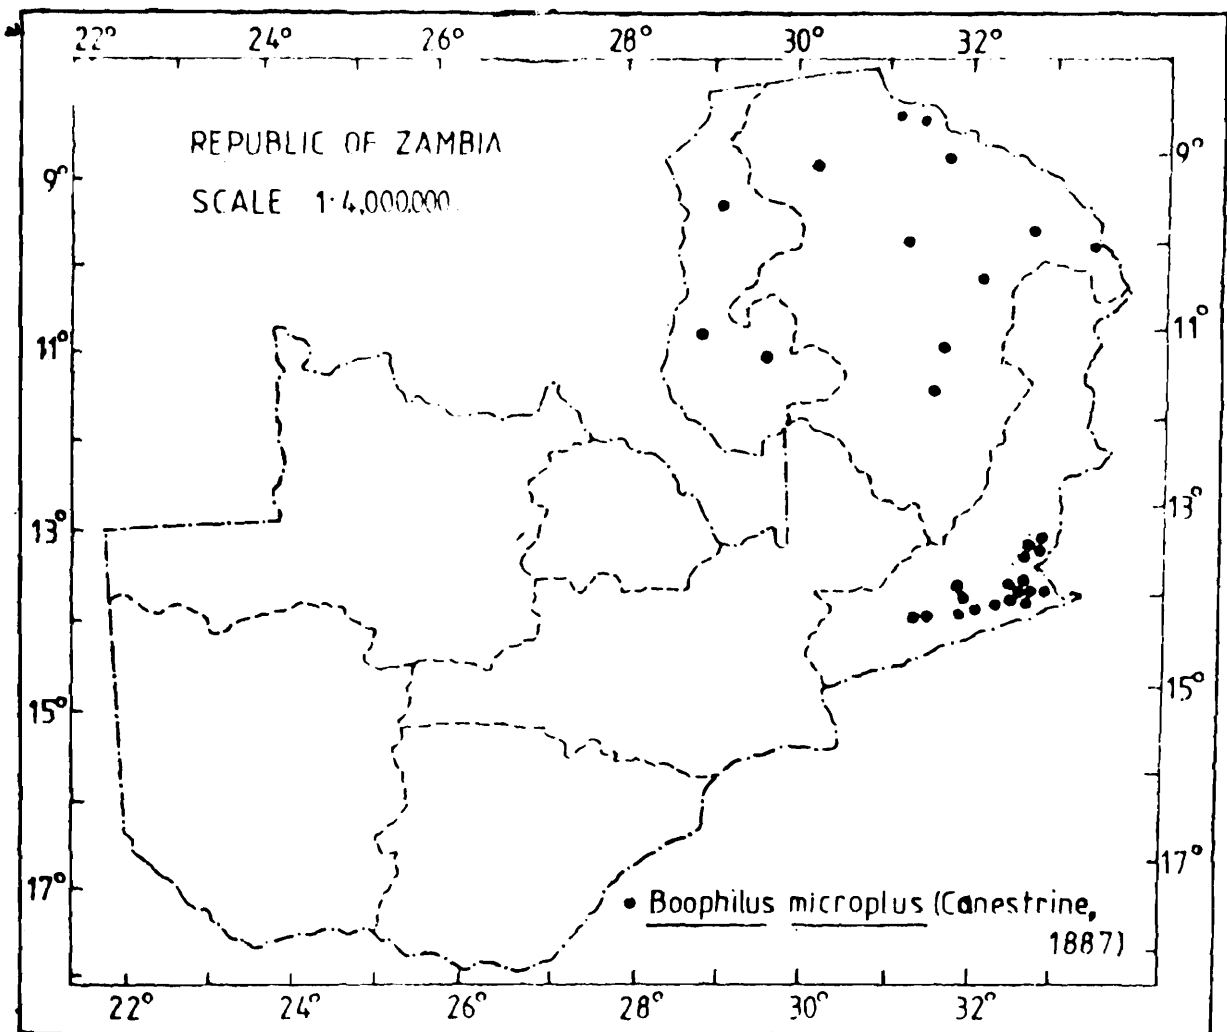 22° 24° 26° 28° 30° 32°
REPUBLIC OF ZAMBIA
SCALE 1:4,000,000
9° 9°
11° 11°
13° 13°
15° 15°
17° 17°
• Boophilus microplus (Canestrine,
1887)
22° 24° 26° 28° 30° 32°